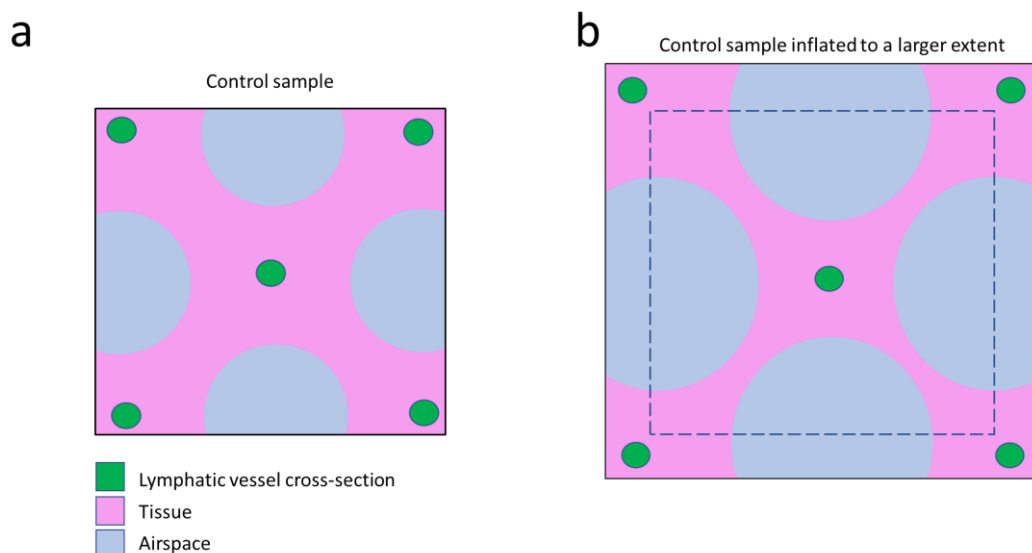 a
Control sample
Lymphatic vessel cross-section
Tissue
Airspace
b
Control sample inflated to a larger extent